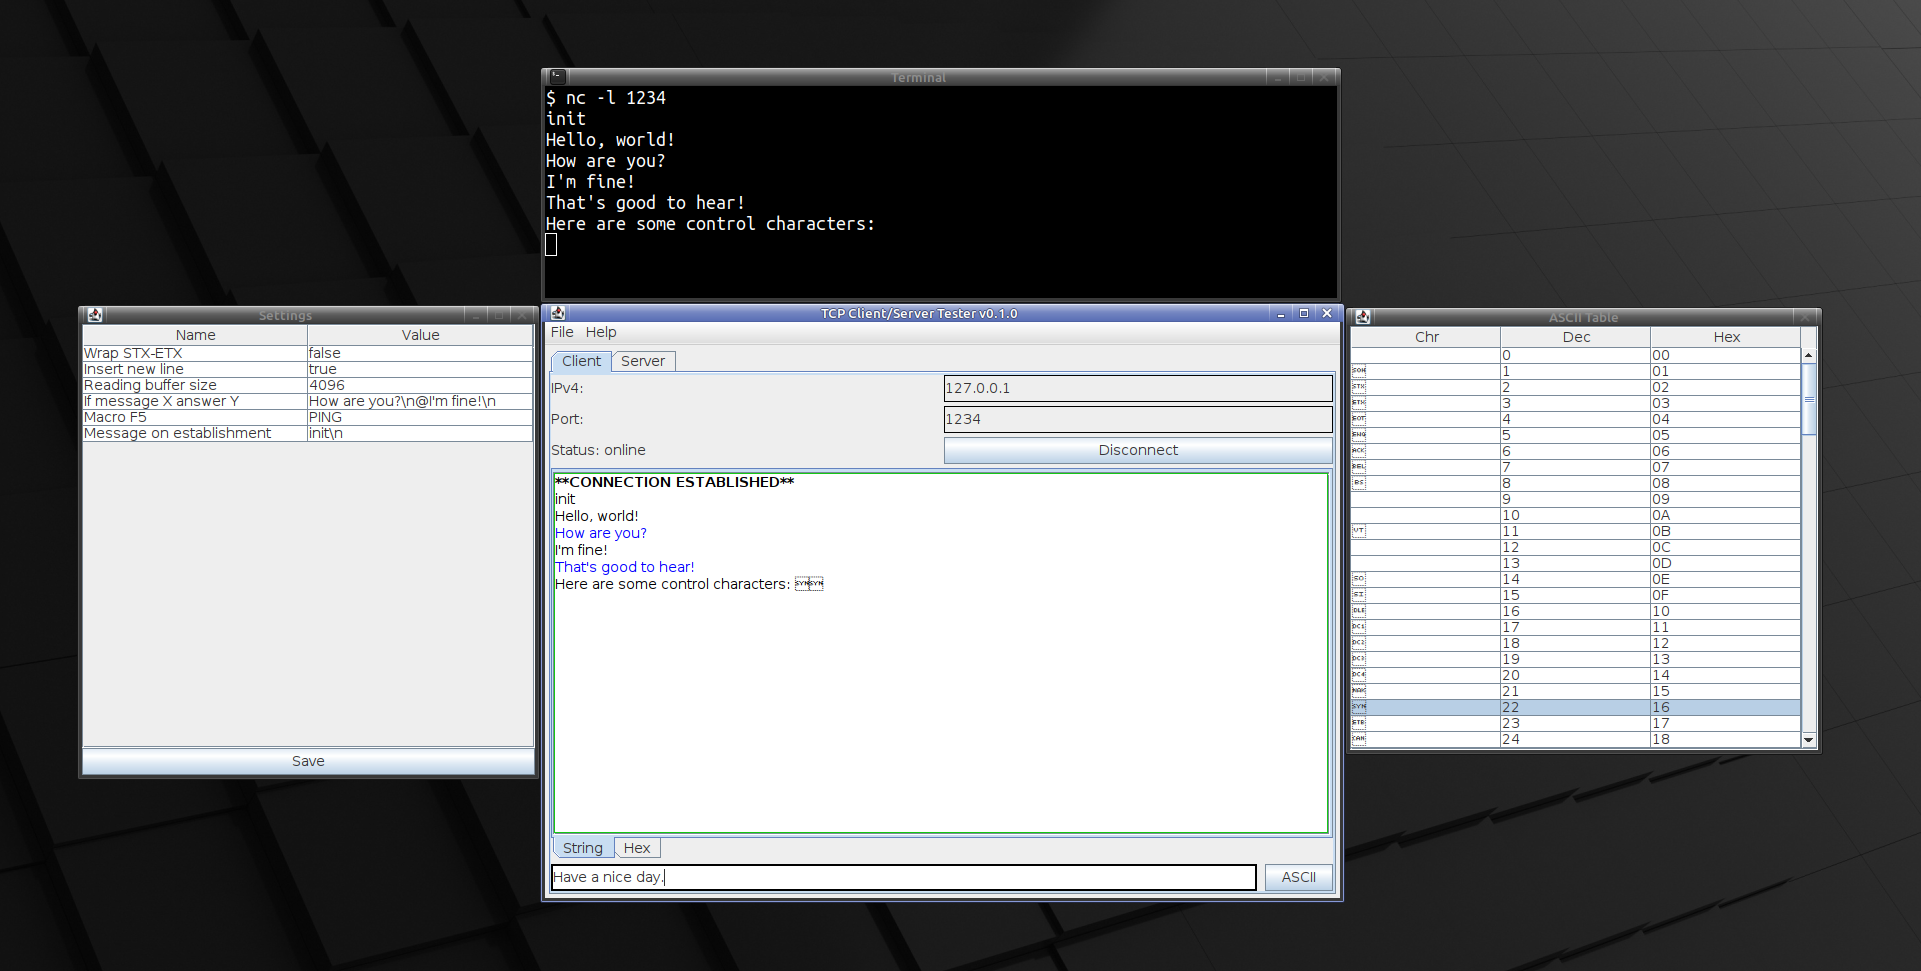 Terminal
$ nc -l 1234
init
Hello, world!
How are you?
I'm fine!
That's good to hear!
Here are some control characters:
Settings
Name Value
Wrap STX-ETX false
Insert new line true
Reading buffer size 4096
If message X answer Y How are you?\n@I'm fine!\n
Macro F5 PING
Message on establishment init\n
Save
TCP Client/Server Tester v0.1.0
File Help
Client Server
IPv4: 127.0.0.1
Port: 1234
Status: online Disconnect
**CONNECTION ESTABLISHED**
init
Hello, world!
How are you?
I'm fine!
That's good to hear!
Here are some control characters: SYN SYN
String Hex
Have a nice day.
ASCII
ASCII Table
Chr Dec Hex
0 00
SOH 1 01
STX 2 02
ETX 3 03
EOT 4 04
ENQ 5 05
ACK 6 06
BEL 7 07
BS 8 08
9 09
10 0A
VT 11 0B
12 0C
13 0D
SO 14 0E
SI 15 0F
DLE 16 10
DC1 17 11
DC2 18 12
DC3 19 13
DC4 20 14
NAK 21 15
SYN 22 16
ETB 23 17
CAN 24 18